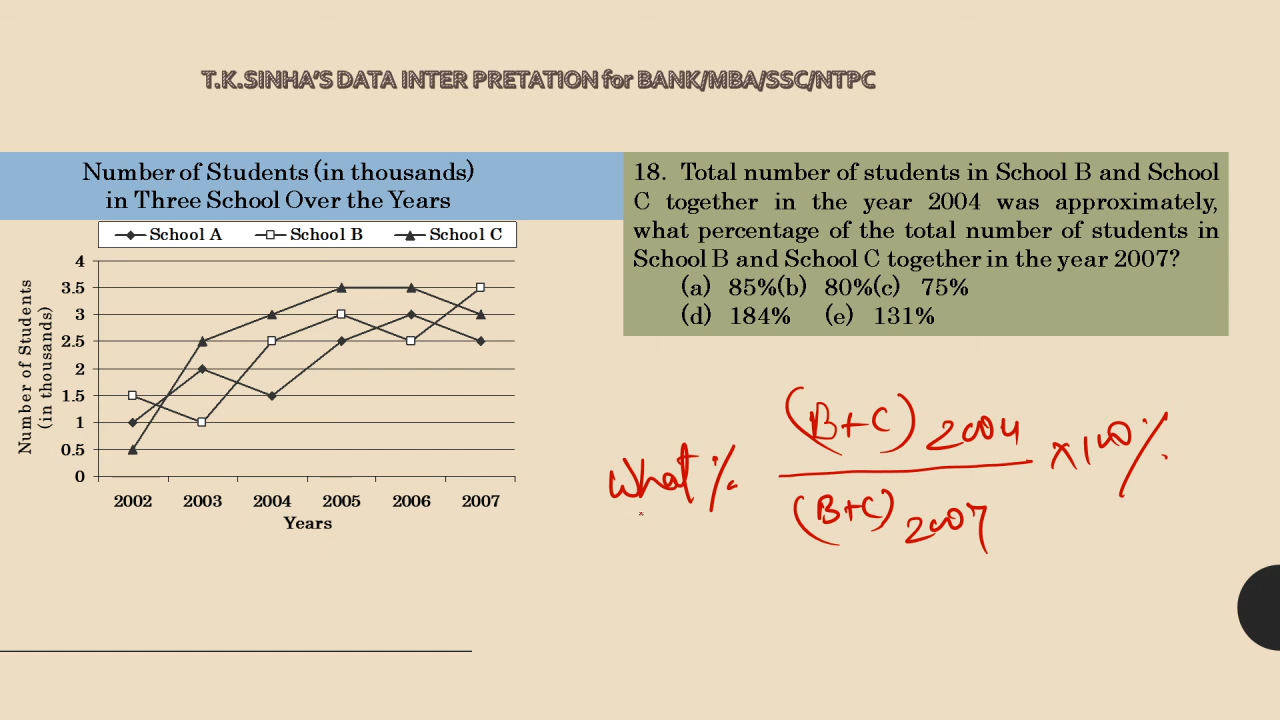 T.K.SINHA'S DATA INTER PRETATION for BANK/MBA/SSC/NTPC
Number of Students (in thousands)
in Three School Over the Years
School A School B School C
Number of Students
(in thousands)
4
3.5
3
2.5
2
1.5
1
0.5
0
2002 2003 2004 2005 2006 2007
Years
18. Total number of students in School B and School
C together in the year 2004 was approximately,
what percentage of the total number of students in
School B and School C together in the year 2007?
(a) 85%(b) 80%(c) 75%
(d) 184% (e) 131%
What % (B+C) 2004 x100%
(B+C) 2007